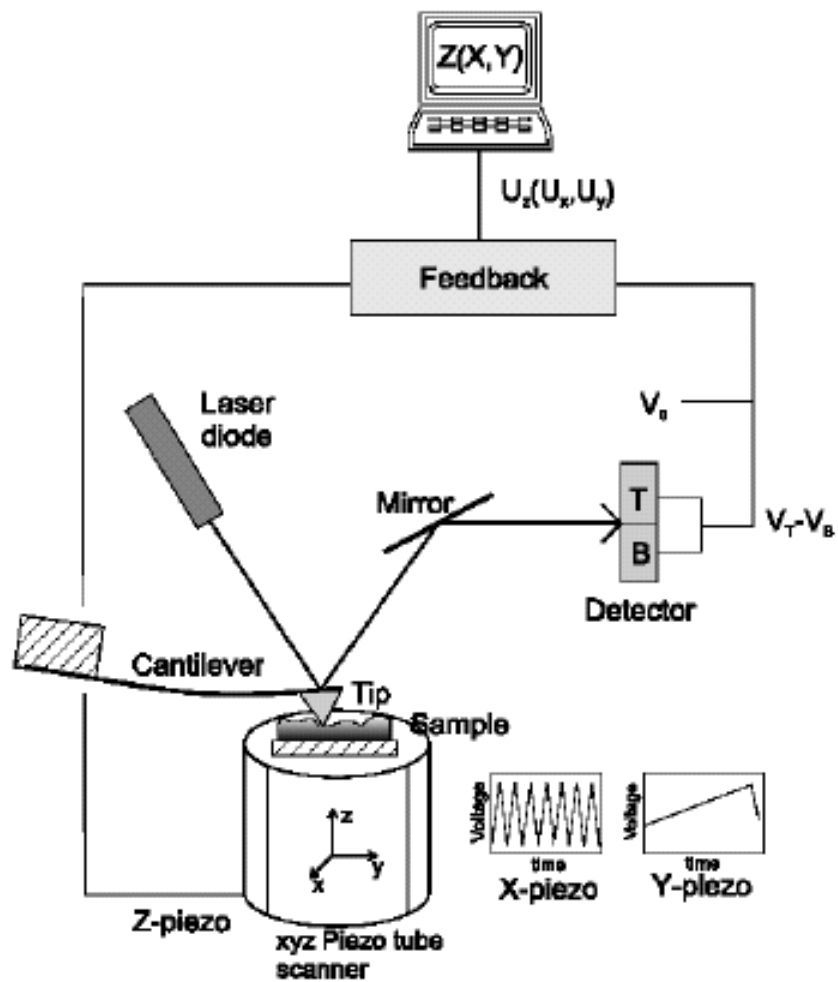 Z(X,Y)
Uz(Ux,Uy)
Feedback
Laser
diode
V0
Mirror
T
B
VT-VB
Detector
Cantilever
Tip
Sample
z
y
x
Voltage
time
X-piezo
Voltage
time
Y-piezo
Z-piezo
xyz Piezo tube
scanner